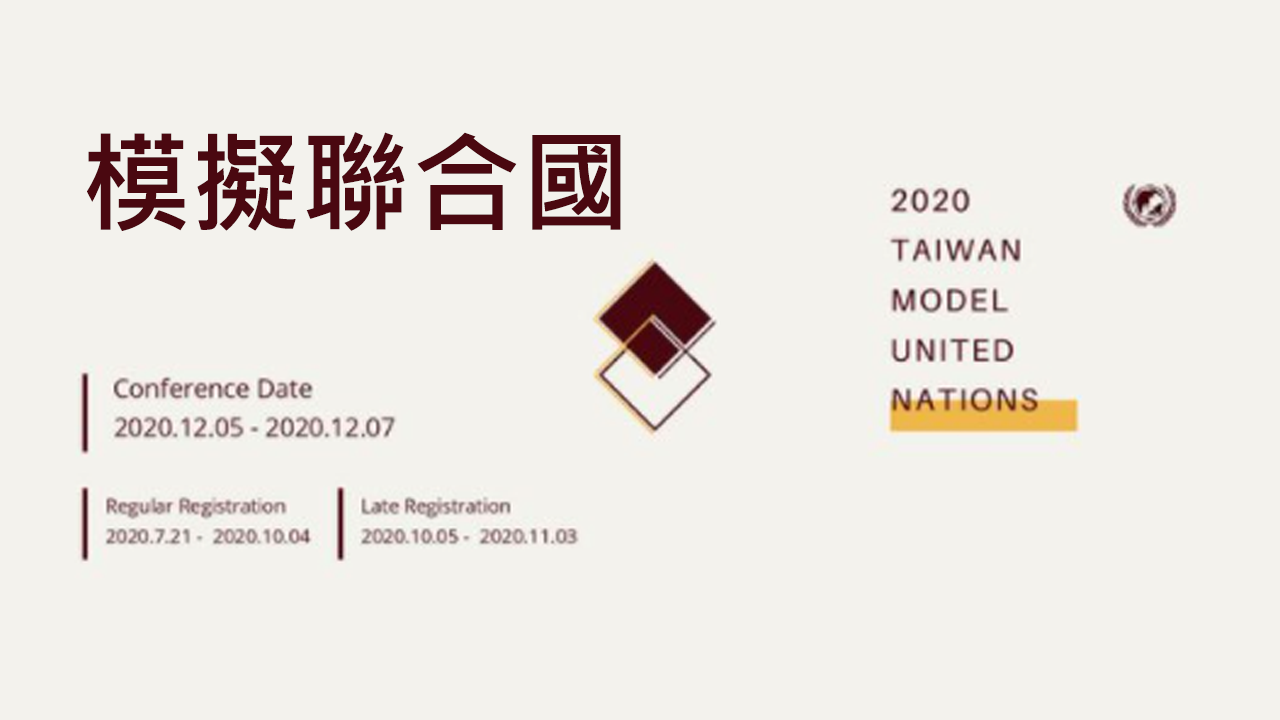 模擬聯合國
2020
TAIWAN
MODEL
UNITED
NATIONS
Conference Date
2020.12.05 - 2020.12.07
Regular Registration
2020.7.21 - 2020.10.04
Late Registration
2020.10.05 - 2020.11.03